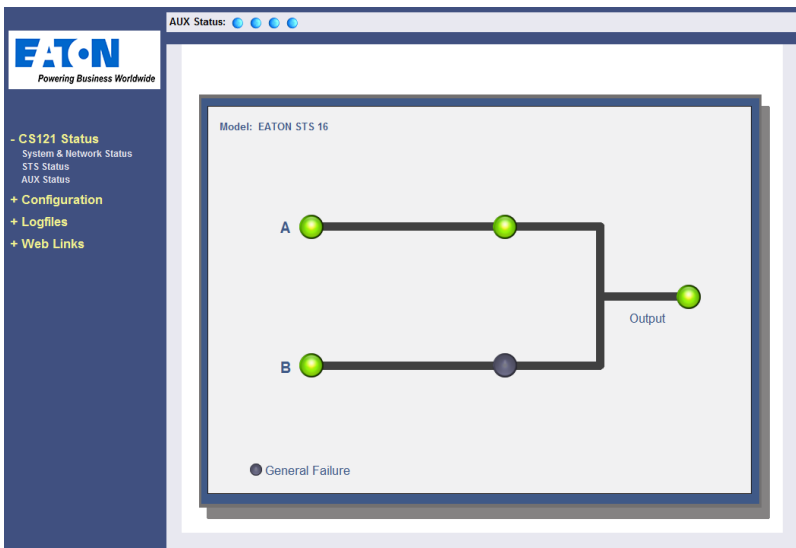 AUX Status:
EATON
Powering Business Worldwide
- CS121 Status
System & Network Status
STS Status
AUX Status
+ Configuration
+ Logfiles
+ Web Links
Model: EATON STS 16
A
B
Output
General Failure